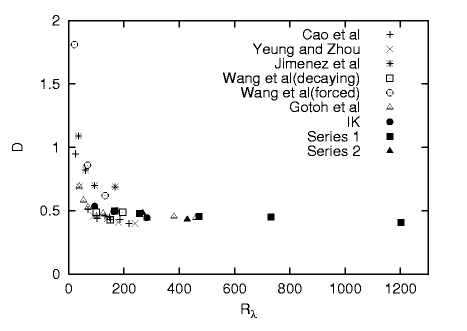 2
1.5
1
0.5
0
D
0 200 400 600 800 1000 1200
Rλ
Cao et al
Yeung and Zhou
Jimenez et al
Wang et al(decaying)
Wang et al(forced)
Gotoh et al
IK
Series 1
Series 2